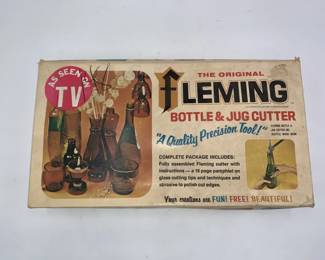 AS SEEN ON
TV
THE ORIGINAL
FLEMING
BOTTLE & JUG CUTTER
"A Quality Precision Tool!"
COMPLETE PACKAGE INCLUDES:
Fully assembled Fleming cutter with
instructions — a 16 page pamphlet on
glass cutting tips and techniques and
abrasive to polish cut edges.
Your creations are FUN! FREE! BEAUTIFUL!